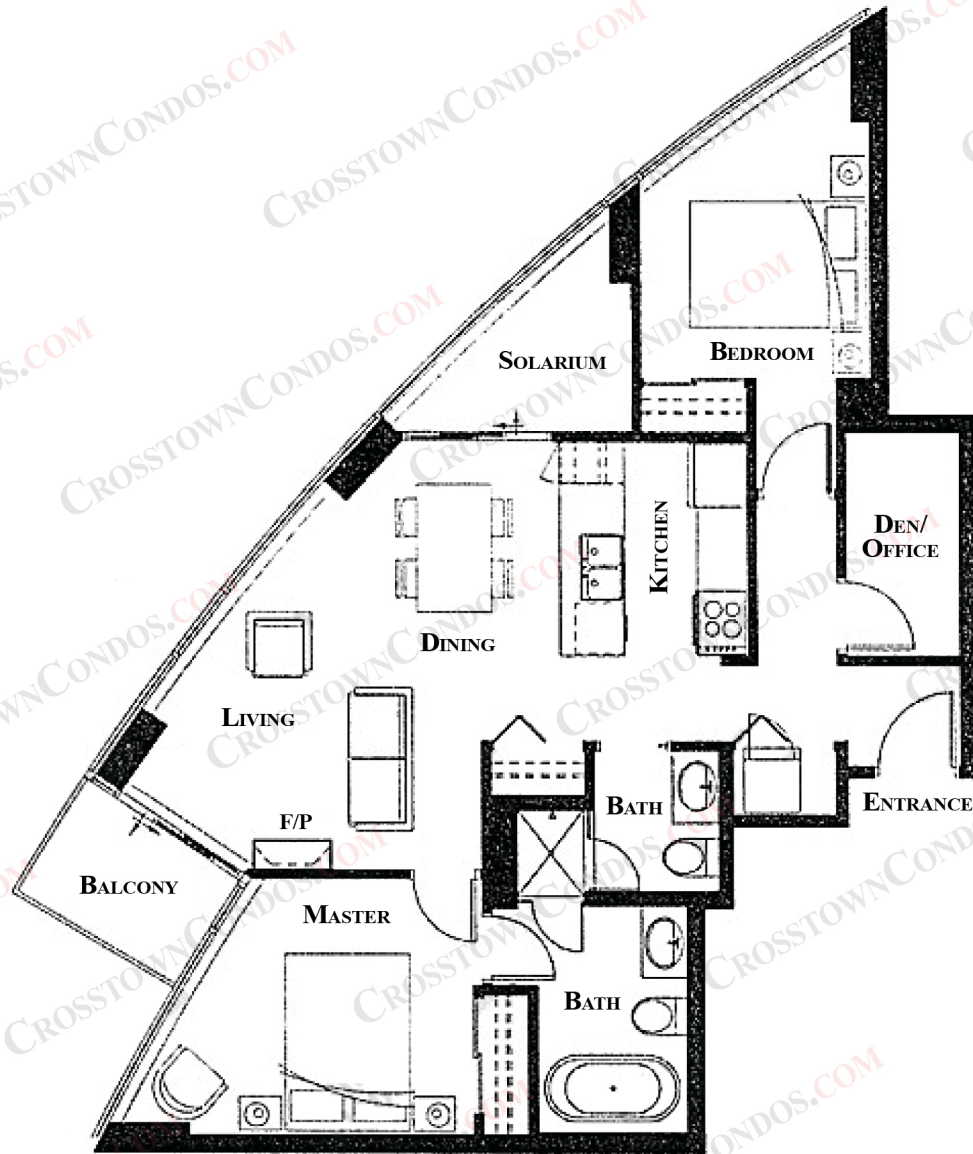 CROSSTOWNCONDOS.COM
BEDROOM
SOLARIUM
KITCHEN
DEN/
OFFICE
DINING
LIVING
BATH
ENTRANCE
F/P
BALCONY
MASTER
BATH